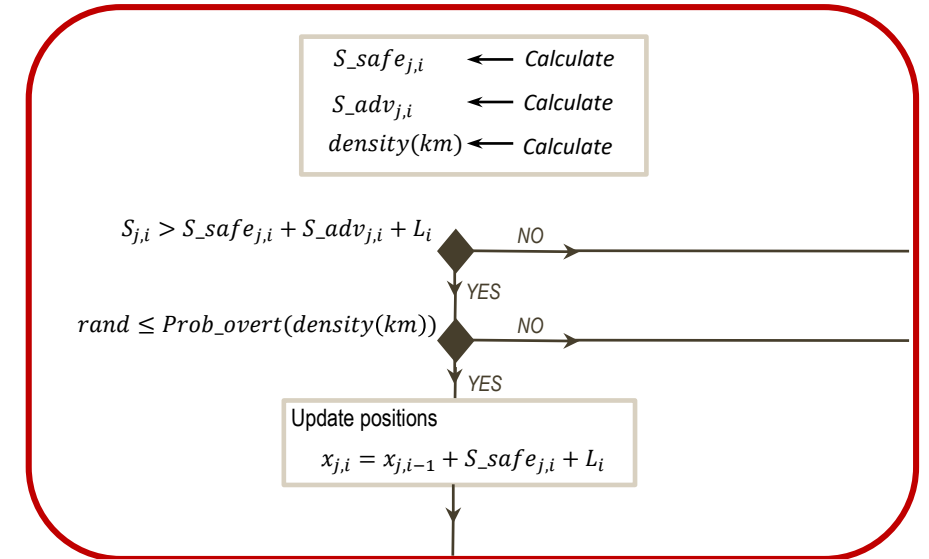 S_safe_{j,i} ← Calculate
S_adv_{j,i} ← Calculate
density(km) ← Calculate
S_{j,i} > S_safe_{j,i} + S_adv_{j,i} + L_i
NO
YES
rand ≤ Prob_overt(density(km))
NO
YES
Update positions
x_{j,i} = x_{j,i−1} + S_safe_{j,i} + L_i